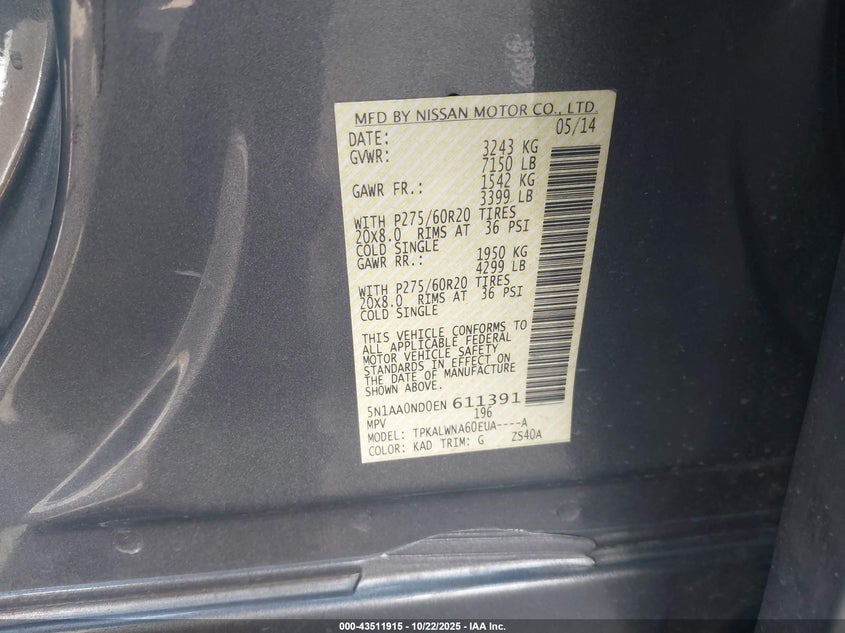 MFD BY NISSAN MOTOR CO., LTD.
DATE: 05/14
GVWR: 3243 KG
7150 LB
GAWR FR.: 1542 KG
3399 LB
WITH P275/60R20 TIRES
20X8.0 RIMS AT 36 PSI
COLD SINGLE
GAWR RR.: 1950 KG
4299 LB
WITH P275/60R20 TIRES
20X8.0 RIMS AT 36 PSI
COLD SINGLE
THIS VEHICLE CONFORMS TO
ALL APPLICABLE FEDERAL
MOTOR VEHICLE SAFETY
STANDARDS IN EFFECT ON
THE DATE OF MANUFACTURE
SHOWN ABOVE.
5N1AA0ND0EN 611391
MPV 196
MODEL: TPKALWNA60EUA----A
COLOR: KAD TRIM: G ZS40A
000-43511915 - 10/22/2025 - IAA Inc.